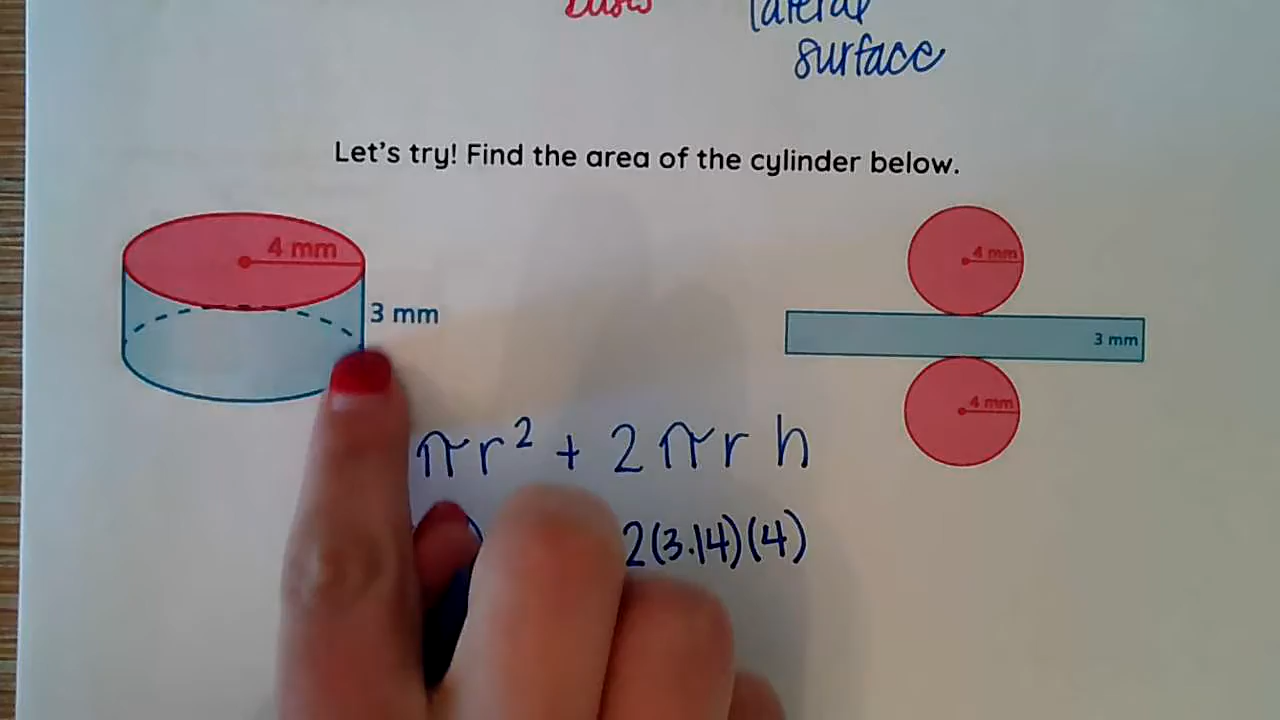 lateral
surface
Let's try! Find the area of the cylinder below.
4 mm
3 mm
4 mm
3 mm
4 mm
πr² + 2πrh
) 2(3.14)(4)